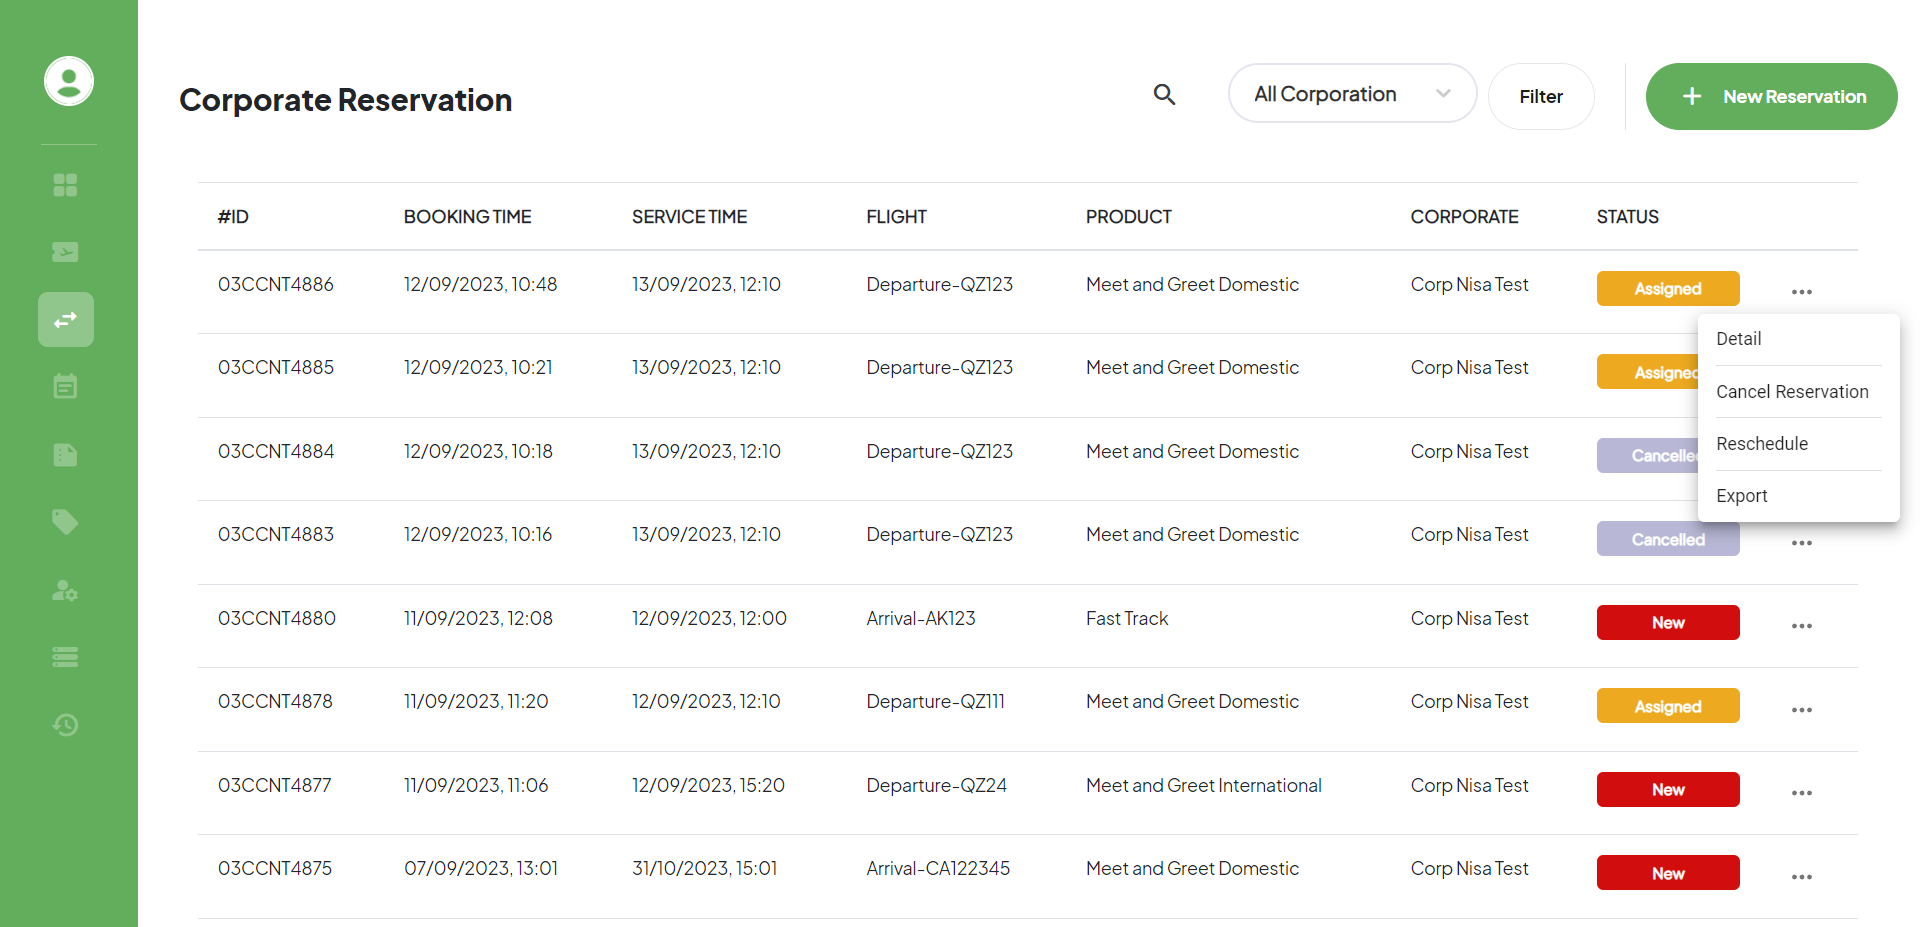 Corporate Reservation
All Corporation
Filter
+ New Reservation
#ID BOOKING TIME SERVICE TIME FLIGHT PRODUCT CORPORATE STATUS
03CCNT4886 12/09/2023, 10:48 13/09/2023, 12:10 Departure-QZ123 Meet and Greet Domestic Corp Nisa Test Assigned ...
Detail
Cancel Reservation
Reschedule
Export
03CCNT4885 12/09/2023, 10:21 13/09/2023, 12:10 Departure-QZ123 Meet and Greet Domestic Corp Nisa Test Assigned
03CCNT4884 12/09/2023, 10:18 13/09/2023, 12:10 Departure-QZ123 Meet and Greet Domestic Corp Nisa Test Cancelle
03CCNT4883 12/09/2023, 10:16 13/09/2023, 12:10 Departure-QZ123 Meet and Greet Domestic Corp Nisa Test Cancelled ...
03CCNT4880 11/09/2023, 12:08 12/09/2023, 12:00 Arrival-AK123 Fast Track Corp Nisa Test New ...
03CCNT4878 11/09/2023, 11:20 12/09/2023, 12:10 Departure-QZ111 Meet and Greet Domestic Corp Nisa Test Assigned ...
03CCNT4877 11/09/2023, 11:06 12/09/2023, 15:20 Departure-QZ24 Meet and Greet International Corp Nisa Test New ...
03CCNT4875 07/09/2023, 13:01 31/10/2023, 15:01 Arrival-CA122345 Meet and Greet Domestic Corp Nisa Test New ...